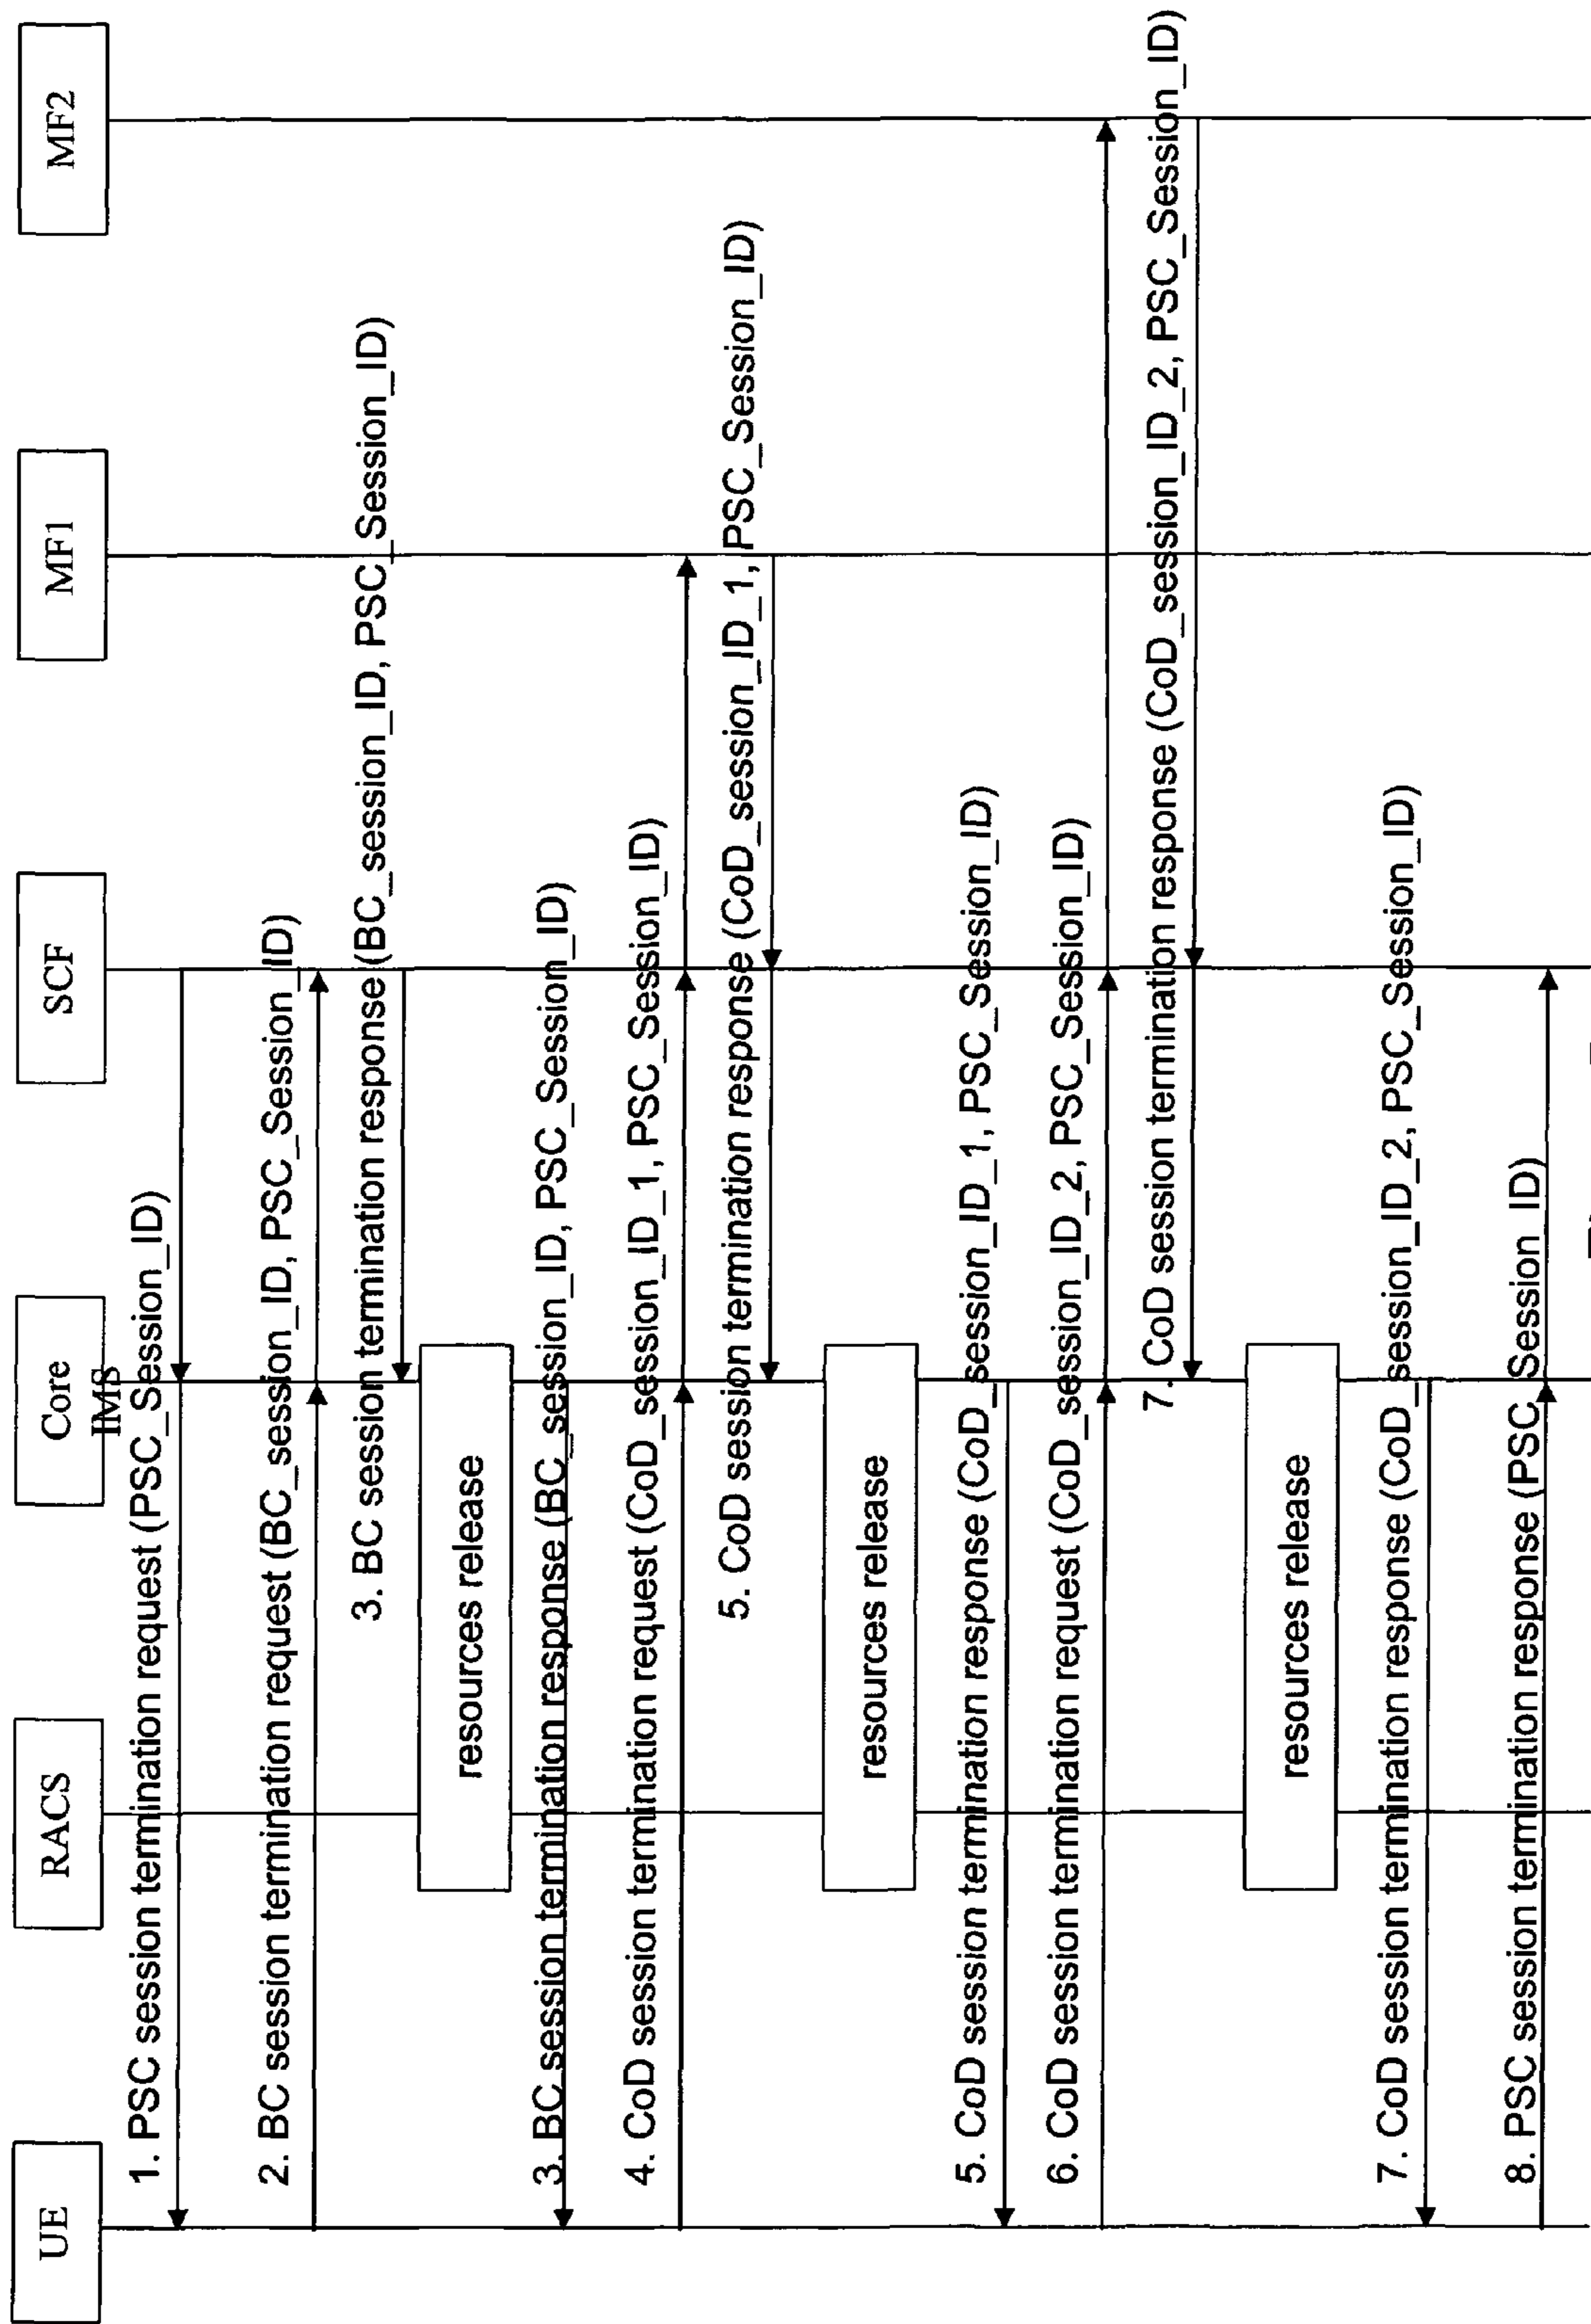 UE
RACS
Core
IMS
SCF
MF1
MF2
1. PSC session termination request (PSC_Session_ID)
2. BC session termination request (BC_session_ID, PSC_Session_ID)
3. BC session termination response (BC_session_ID, PSC_Session_ID)
resources release
3. BC session termination response (BC_session_ID, PSC_Session_ID)
4. CoD session termination request (CoD_session_ID_1, PSC_Session_ID)
5. CoD session termination response (CoD_session_ID_1, PSC_Session_ID)
resources release
5. CoD session termination response (CoD_session_ID_1, PSC_Session_ID)
6. CoD session termination request (CoD_session_ID_2, PSC_Session_ID)
7. CoD session termination response (CoD_session_ID_2, PSC_Session_ID)
resources release
7. CoD session termination response (CoD_session_ID_2, PSC_Session_ID)
8. PSC session termination response (PSC_Session_ID)